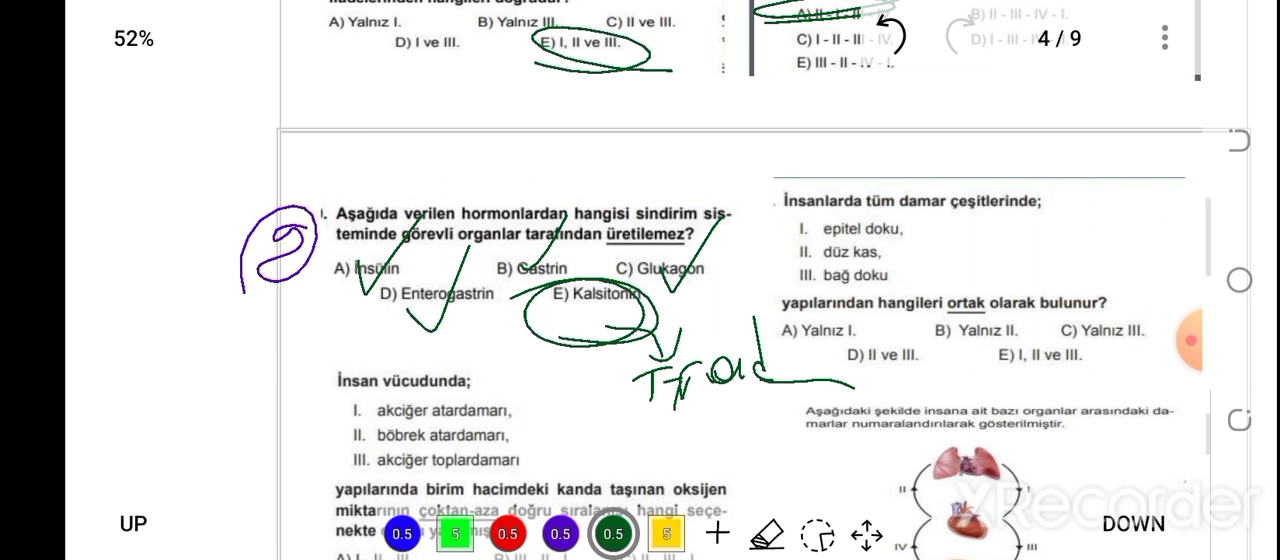 52%
A) Yalnız I. B) Yalnız III. C) II ve III.
D) I ve III. E) I, II ve III.
B) II - III - IV - I.
C) I - II - III - IV.
4 / 9
E) III - II - IV - I.
Aşağıda verilen hormonlardan hangisi sindirim sis-
teminde görevli organlar tarafından üretilemez?
A) İnsülin B) Gastrin C) Glukagon
D) Enterogastrin E) Kalsitonin
İnsan vücudunda;
I. akciğer atardamarı,
II. böbrek atardamarı,
III. akciğer toplardamarı
yapılarında birim hacimdeki kanda taşınan oksijen
miktarının çoktan-aza doğru sıralanışı hangi seçe-
nekte
İnsanlarda tüm damar çeşitlerinde;
I. epitel doku,
II. düz kas,
III. bağ doku
yapılarından hangileri ortak olarak bulunur?
A) Yalnız I. B) Yalnız II. C) Yalnız III.
D) II ve III. E) I, II ve III.
Aşağıdaki şekilde insana ait bazı organlar arasındaki da-
marlar numaralandırılarak gösterilmiştir.
II I
IV III
XRecorder
UP
0.5 5 0.5 0.5 0.5 5
DOWN